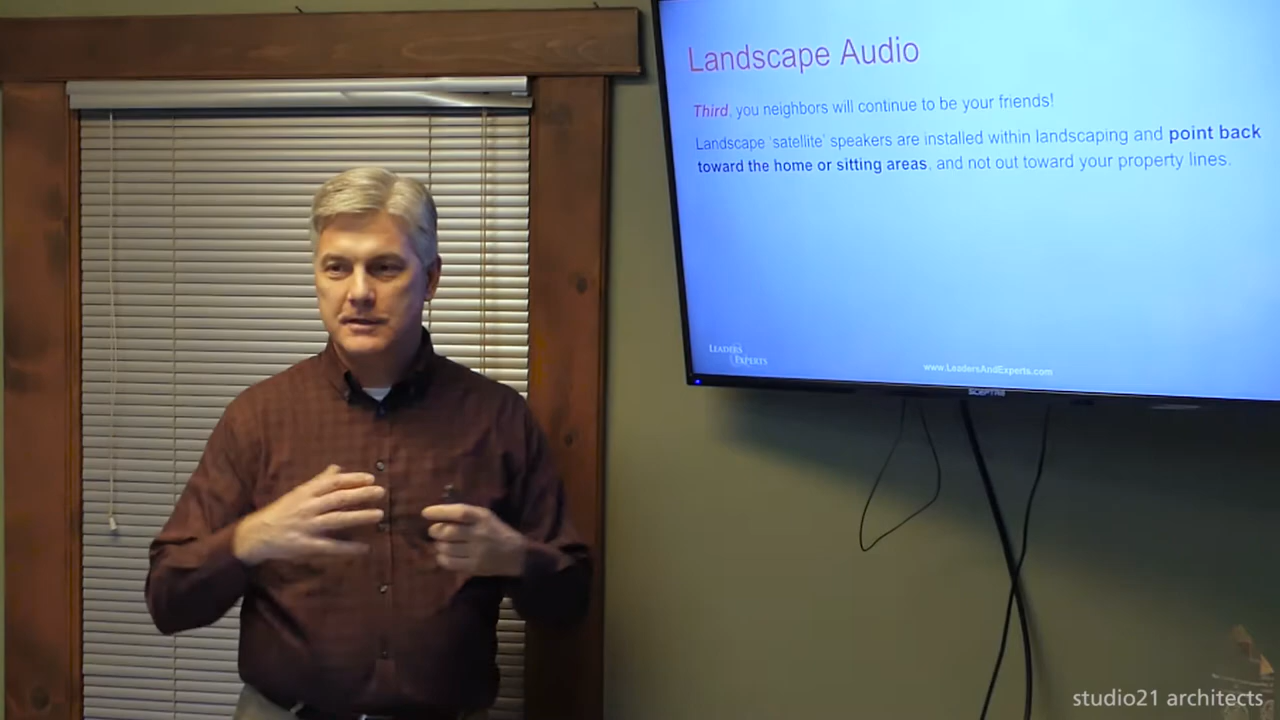 Landscape Audio
Third, you neighbors will continue to be your friends!
Landscape 'satellite' speakers are installed within landscaping and point back
toward the home or sitting areas, and not out toward your property lines.
LEADERS
EXPERTS
www.LeadersAndExperts.com
SCEPTRE
studio21 architects